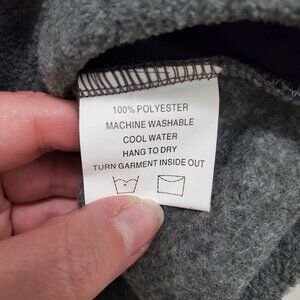 100% POLYESTER
MACHINE WASHABLE
COOL WATER
HANG TO DRY
TURN GARMENT INSIDE OUT